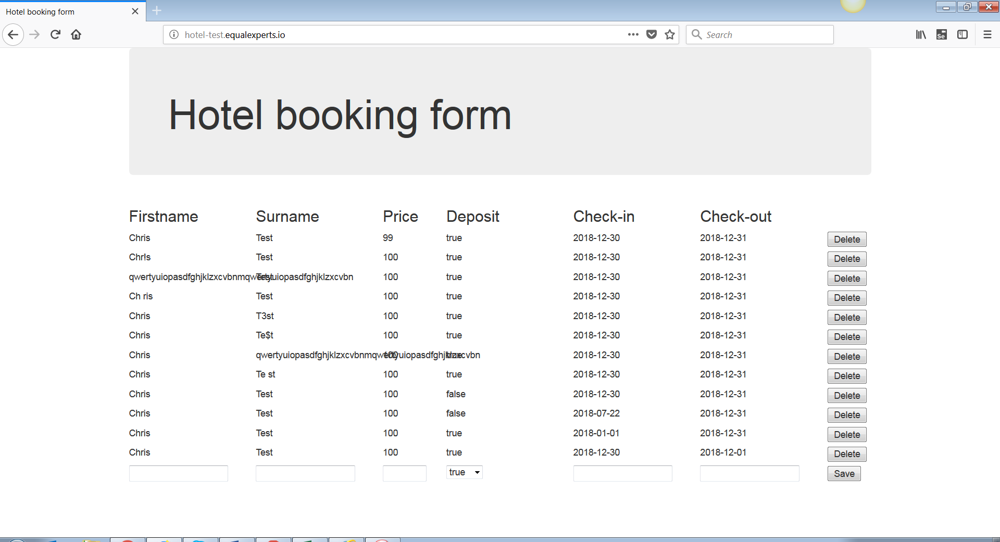 Hotel booking form
hotel-test.equalexperts.io
Search
Se
Hotel booking form
Firstname Surname Price Deposit Check-in Check-out
Chris Test 99 true 2018-12-30 2018-12-31 Delete
Chr!s Test 100 true 2018-12-30 2018-12-31 Delete
qwertyuiopasdfghjklzxcvbnmqwertyuiopasdfghjklzxcvbn Test 100 true 2018-12-30 2018-12-31 Delete
Ch ris Test 100 true 2018-12-30 2018-12-31 Delete
Chris T3st 100 true 2018-12-30 2018-12-31 Delete
Chris Te$t 100 true 2018-12-30 2018-12-31 Delete
Chris qwertyuiopasdfghjklzxcvbnmqwertyuiopasdfghjklzxcvbn 100 true 2018-12-30 2018-12-31 Delete
Chris Te st 100 true 2018-12-30 2018-12-31 Delete
Chris Test 100 false 2018-12-30 2018-12-31 Delete
Chris Test 100 false 2018-07-22 2018-12-31 Delete
Chris Test 100 true 2018-01-01 2018-12-31 Delete
Chris Test 100 true 2018-12-30 2018-12-01 Delete
true Save